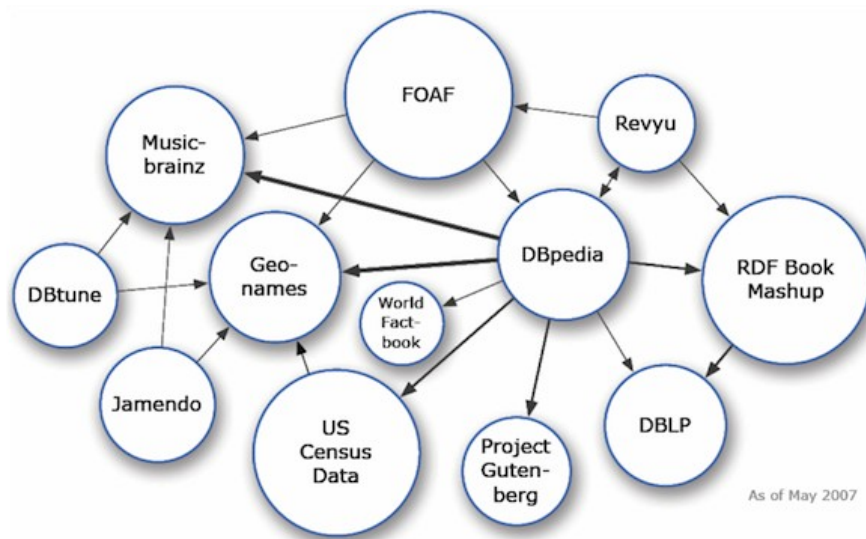 FOAF
Revyu
Music-
brainz
DBpedia
RDF Book
Mashup
Geo-
names
DBtune
World
Fact-
book
Jamendo
US
Census
Data
Project
Guten-
berg
DBLP
As of May 2007